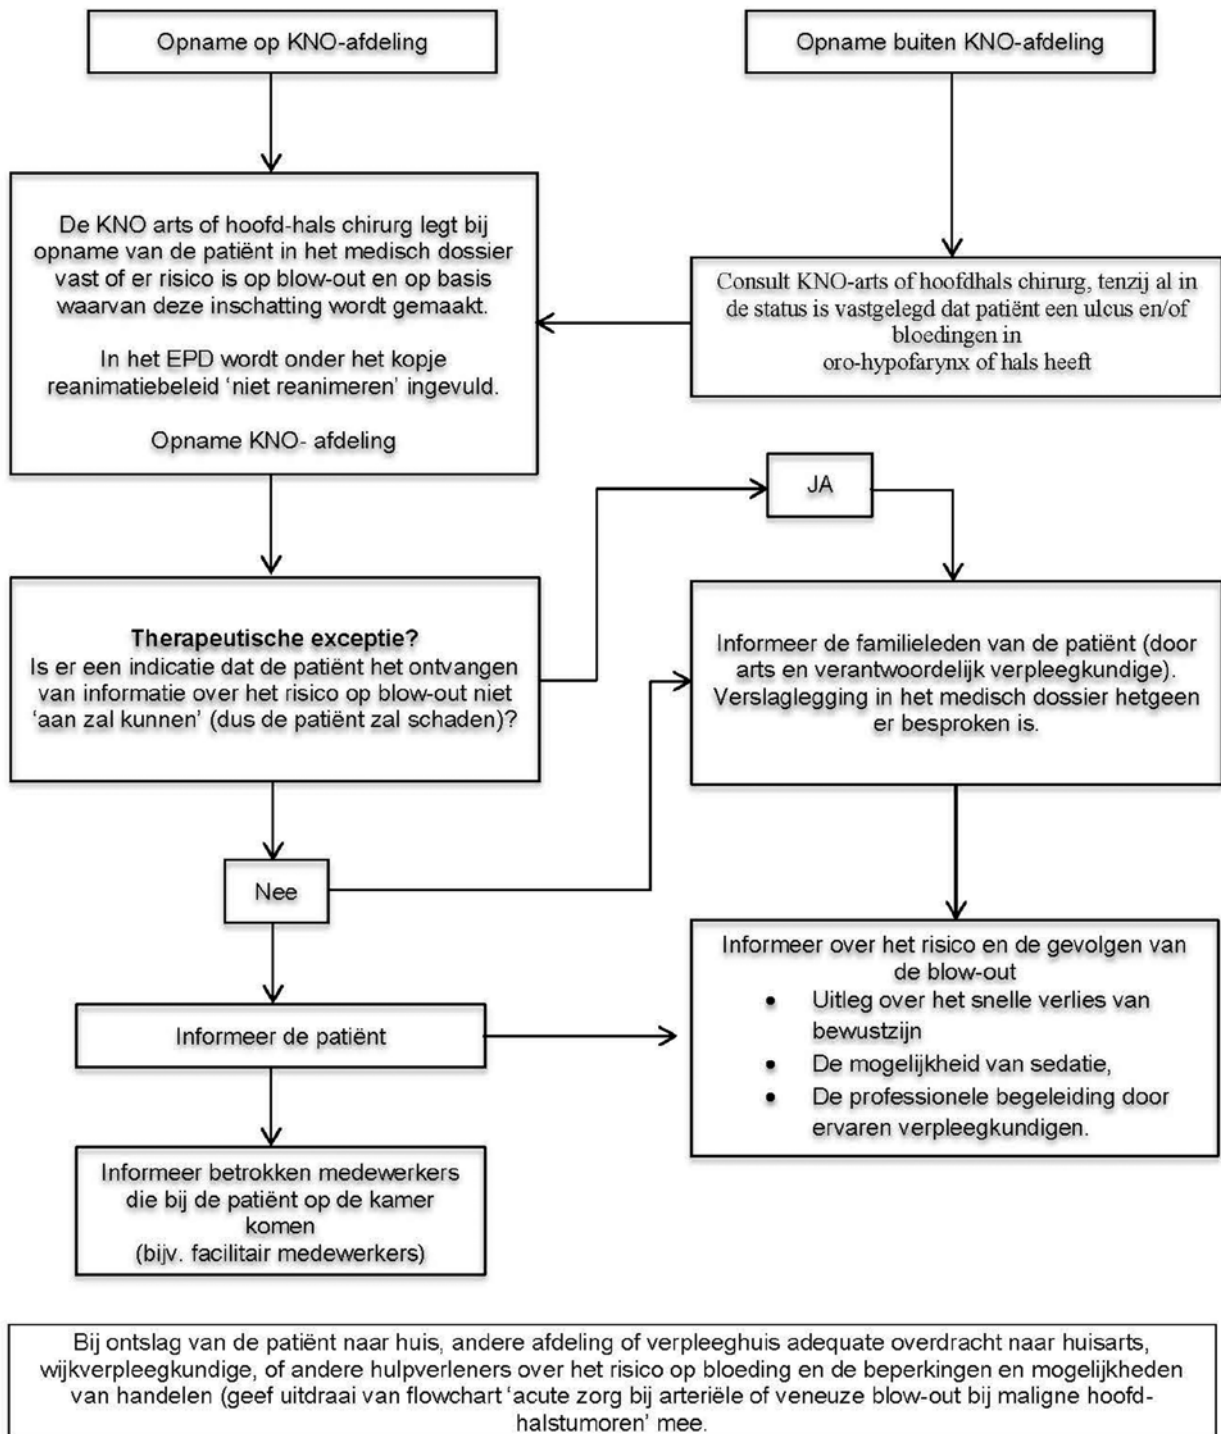 Opname op KNO-afdeling
Opname buiten KNO-afdeling
De KNO arts of hoofd-hals chirurg legt bij
opname van de patiënt in het medisch dossier
vast of er risico is op blow-out en op basis
waarvan deze inschatting wordt gemaakt.
In het EPD wordt onder het kopje
reanimatiebeleid ‘niet reanimeren’ ingevuld.
Opname KNO- afdeling
Consult KNO-arts of hoofdhals chirurg, tenzij al in
de status is vastgelegd dat patiënt een ulcus en/of
bloedingen in
oro-hypofarynx of hals heeft
JA
Therapeutische exceptie?
Is er een indicatie dat de patiënt het ontvangen
van informatie over het risico op blow-out niet
‘aan zal kunnen’ (dus de patiënt zal schaden)?
Informeer de familieleden van de patiënt (door
arts en verantwoordelijk verpleegkundige).
Verslaglegging in het medisch dossier hetgeen
er besproken is.
Nee
Informeer de patiënt
Informeer over het risico en de gevolgen van
de blow-out
• Uitleg over het snelle verlies van
bewustzijn
• De mogelijkheid van sedatie,
• De professionele begeleiding door
ervaren verpleegkundigen.
Informeer betrokken medewerkers
die bij de patiënt op de kamer
komen
(bijv. facilitair medewerkers)
Bij ontslag van de patiënt naar huis, andere afdeling of verpleeghuis adequate overdracht naar huisarts,
wijkverpleegkundige, of andere hulpverleners over het risico op bloeding en de beperkingen en mogelijkheden
van handelen (geef uitdraai van flowchart ‘acute zorg bij arteriële of veneuze blow-out bij maligne hoofd-
halstumoren’ mee.